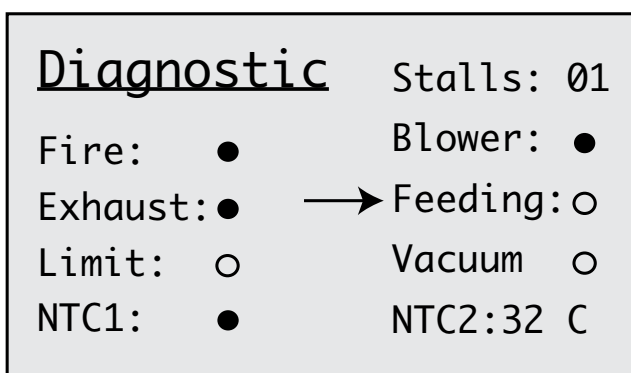 Diagnostic
Fire: ●
Exhaust: ●
Limit: ○
NTC1: ●
Stalls: 01
Blower: ●
→ Feeding: ○
Vacuum ○
NTC2:32 C